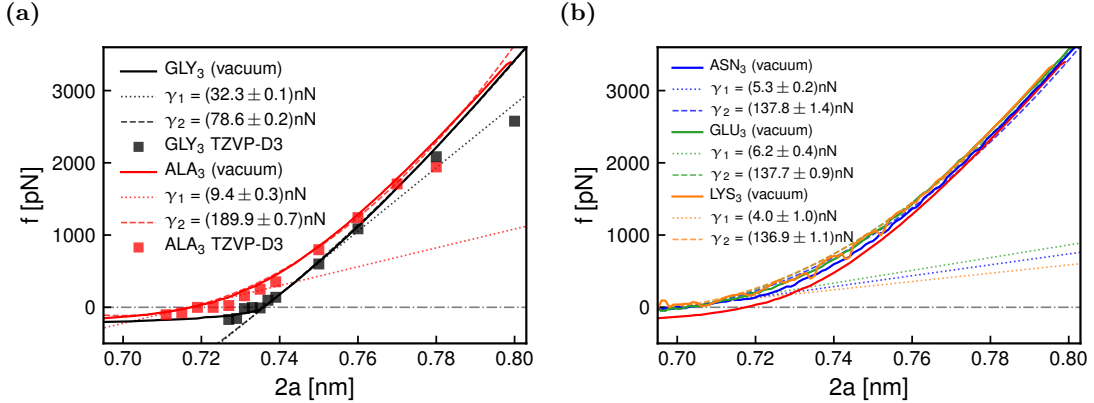 (a)
GLY₃ (vacuum)
γ₁ = (32.3 ± 0.1)nN
γ₂ = (78.6 ± 0.2)nN
GLY₃ TZVP-D3
ALA₃ (vacuum)
γ₁ = (9.4 ± 0.3)nN
γ₂ = (189.9 ± 0.7)nN
ALA₃ TZVP-D3
f [pN]
3000
2000
1000
0
0.70 0.72 0.74 0.76 0.78 0.80
2a [nm]
(b)
ASN₃ (vacuum)
γ₁ = (5.3 ± 0.2)nN
γ₂ = (137.8 ± 1.4)nN
GLU₃ (vacuum)
γ₁ = (6.2 ± 0.4)nN
γ₂ = (137.7 ± 0.9)nN
LYS₃ (vacuum)
γ₁ = (4.0 ± 1.0)nN
γ₂ = (136.9 ± 1.1)nN
f [pN]
3000
2000
1000
0
0.70 0.72 0.74 0.76 0.78 0.80
2a [nm]